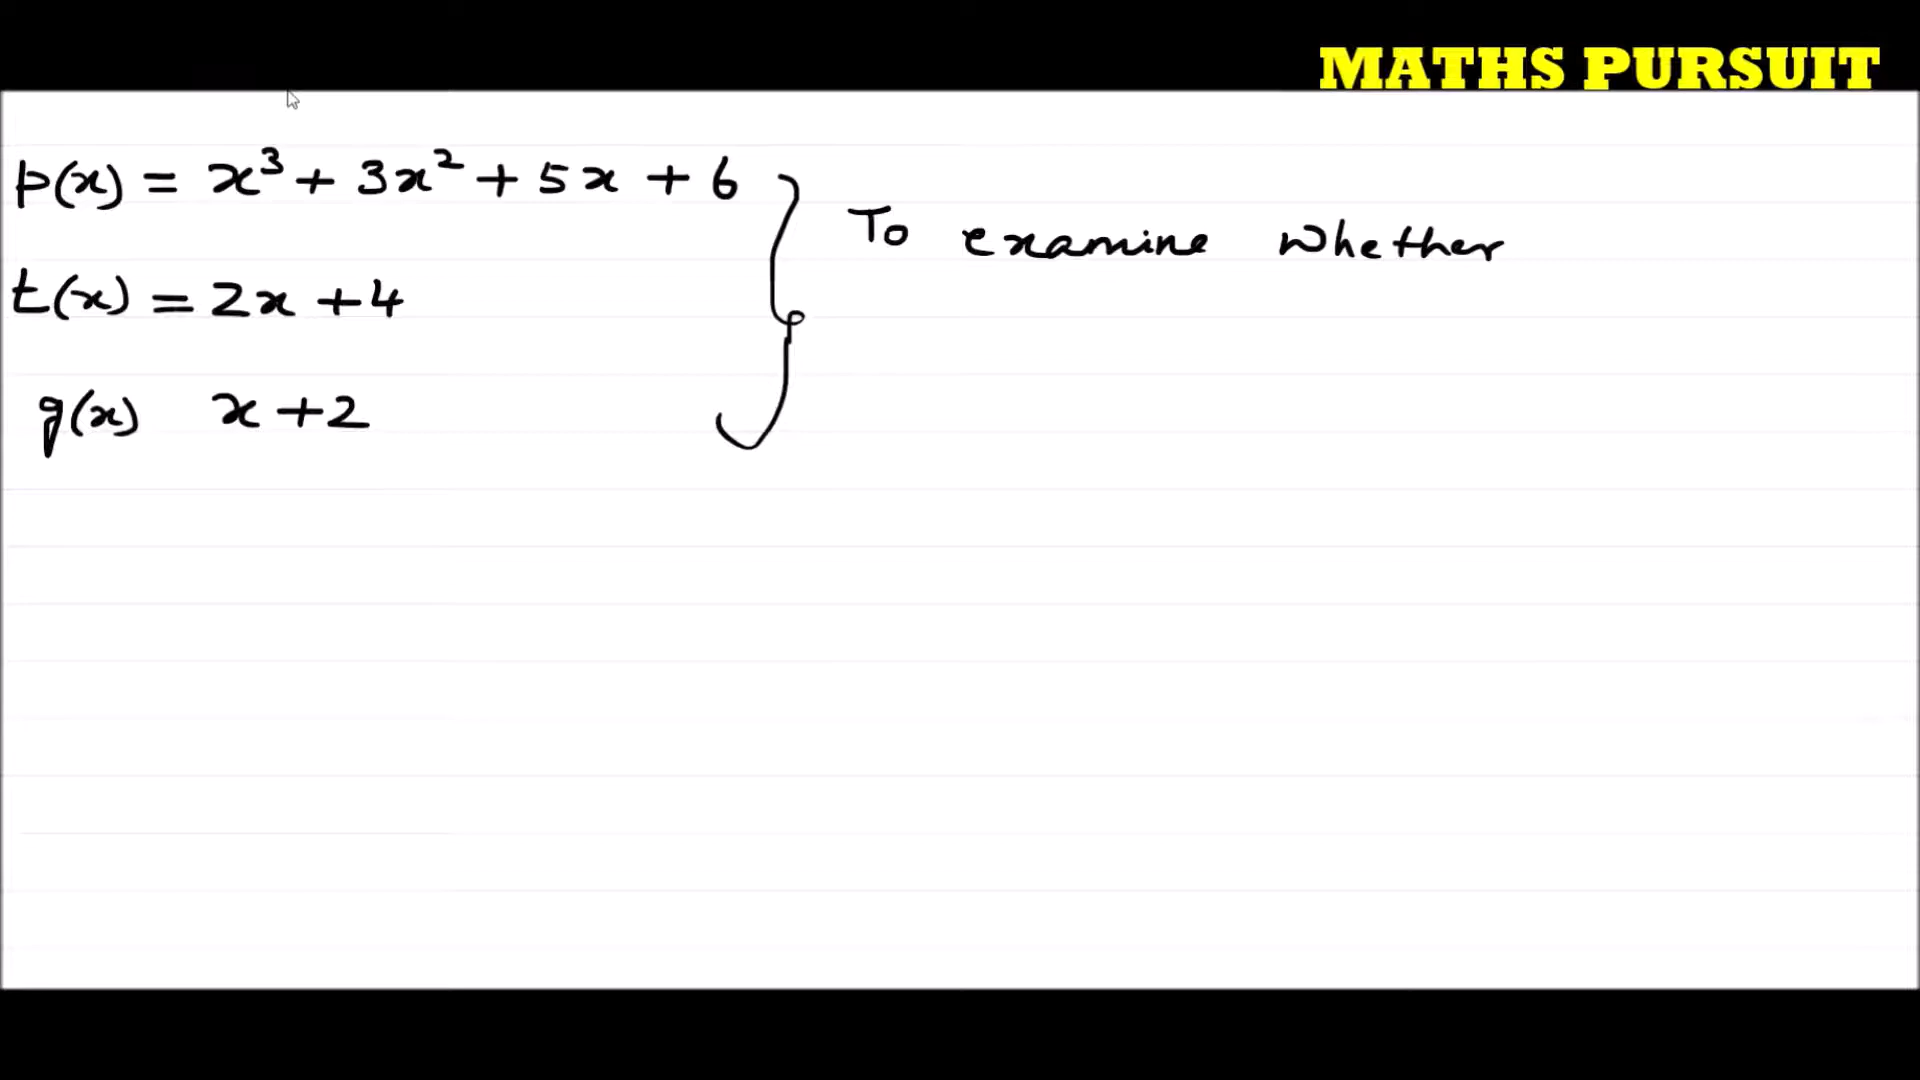 MATHS PURSUIT
p(x) = x³ + 3x² + 5x + 6
To examine whether
t(x) = 2x + 4
g(x) x + 2